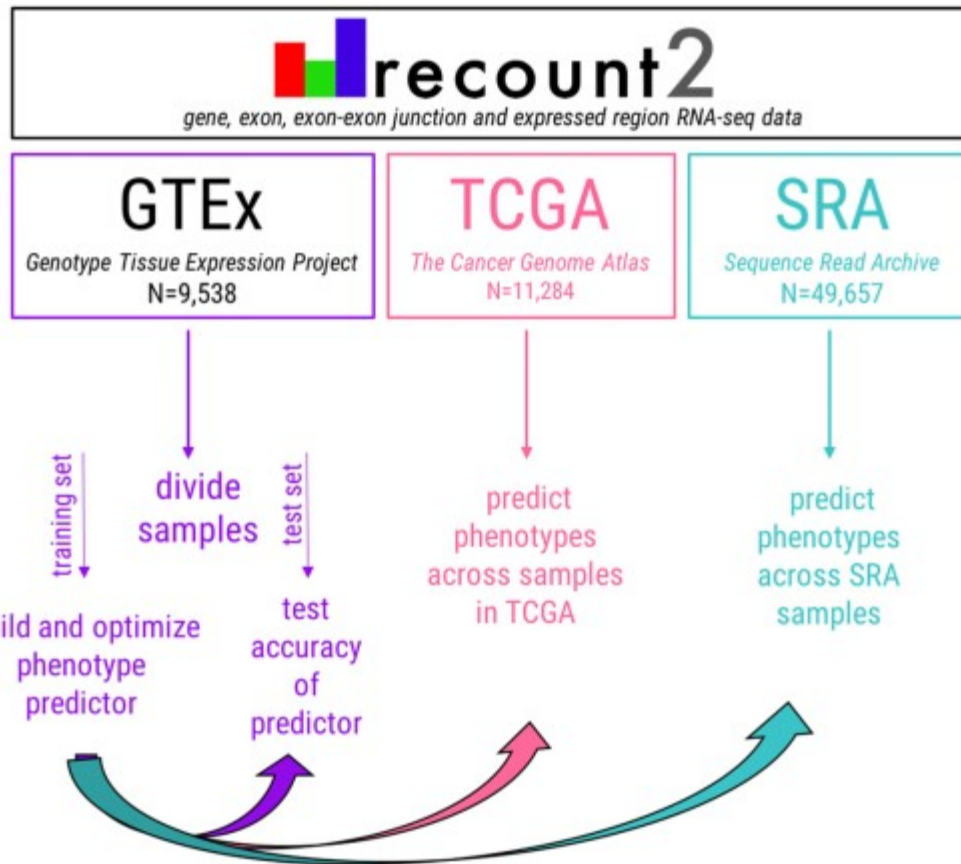 recount2
gene, exon, exon-exon junction and expressed region RNA-seq data
GTEx
Genotype Tissue Expression Project
N=9,538
TCGA
The Cancer Genome Atlas
N=11,284
SRA
Sequence Read Archive
N=49,657
training set
divide
samples
test set
ild and optimize
phenotype
predictor
test
accuracy
of
predictor
predict
phenotypes
across samples
in TCGA
predict
phenotypes
across SRA
samples